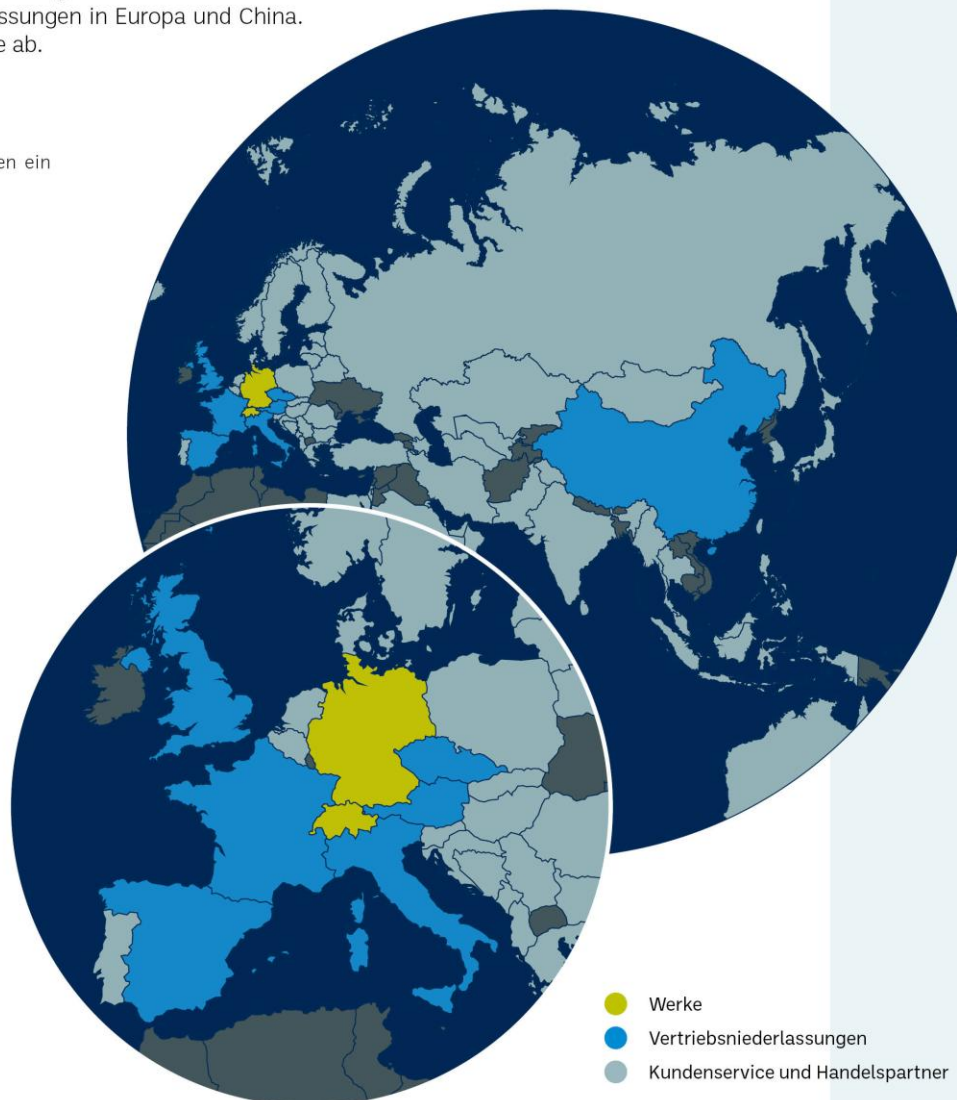 ssungen in Europa und China.
e ab.
en ein
Werke
Vertriebsniederlassungen
Kundenservice und Handelspartner